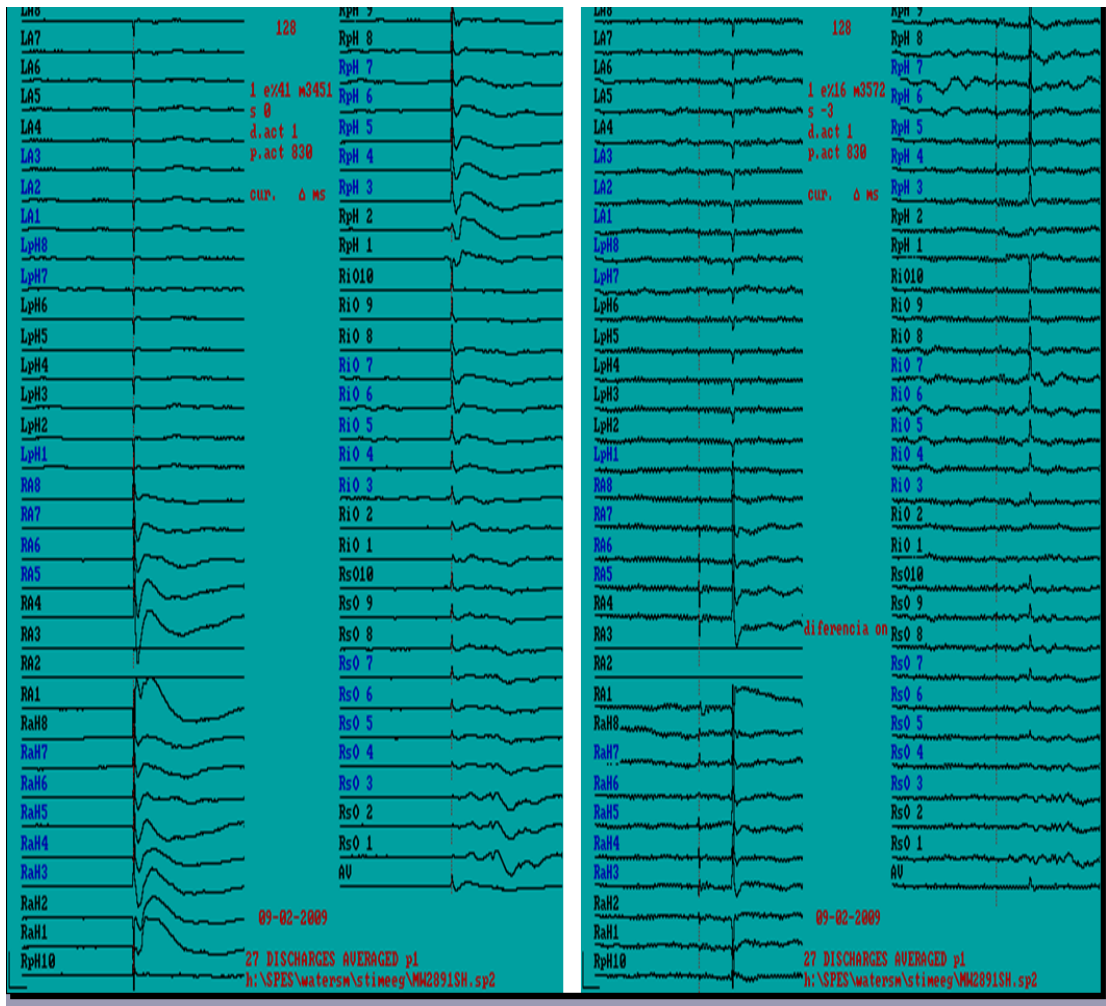 LA8
LA7
LA6
LA5
LA4
LA3
LA2
LA1
LpH8
LpH7
LpH6
LpH5
LpH4
LpH3
LpH2
LpH1
RA8
RA7
RA6
RA5
RA4
RA3
RA2
RA1
RaH8
RaH7
RaH6
RaH5
RaH4
RaH3
RaH2
RaH1
RpH10
128
1 e%41 m3451
s 0
d.act 1
p.act 830
cur. Δ ms
09-02-2009
27 DISCHARGES AVERAGED p1
h:\SPES\watersm\stimeeg\MW2891SH.sp2
RpH 9
RpH 8
RpH 7
RpH 6
RpH 5
RpH 4
RpH 3
RpH 2
RpH 1
RiO10
RiO 9
RiO 8
RiO 7
RiO 6
RiO 5
RiO 4
RiO 3
RiO 2
RiO 1
RsO10
RsO 9
RsO 8
RsO 7
RsO 6
RsO 5
RsO 4
RsO 3
RsO 2
RsO 1
AV
LA8
LA7
LA6
LA5
LA4
LA3
LA2
LA1
LpH8
LpH7
LpH6
LpH5
LpH4
LpH3
LpH2
LpH1
RA8
RA7
RA6
RA5
RA4
RA3
RA2
RA1
RaH8
RaH7
RaH6
RaH5
RaH4
RaH3
RaH2
RaH1
RpH10
128
1 e%16 m3572
s -3
d.act 1
p.act 830
cur. Δ ms
diferencia on
09-02-2009
27 DISCHARGES AVERAGED p1
h:\SPES\watersm\stimeeg\MW2891SH.sp2
RpH 9
RpH 8
RpH 7
RpH 6
RpH 5
RpH 4
RpH 3
RpH 2
RpH 1
RiO10
RiO 9
RiO 8
RiO 7
RiO 6
RiO 5
RiO 4
RiO 3
RiO 2
RiO 1
RsO10
RsO 9
RsO 8
RsO 7
RsO 6
RsO 5
RsO 4
RsO 3
RsO 2
RsO 1
AV